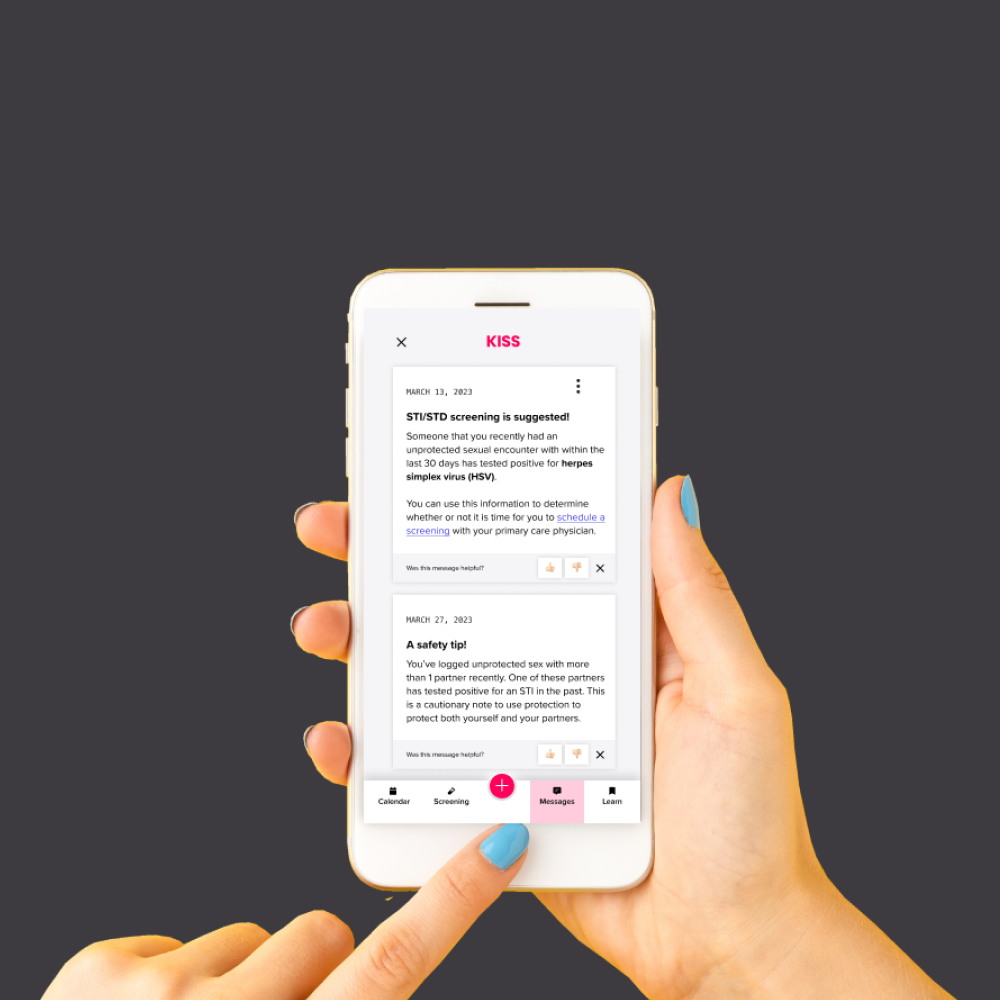 KISS
MARCH 13, 2023
STI/STD screening is suggested!
Someone that you recently had an
unprotected sexual encounter with within the
last 30 days has tested positive for herpes
simplex virus (HSV).
You can use this information to determine
whether or not it is time for you to schedule a
screening with your primary care physician.
Was this message helpful?
MARCH 27, 2023
A safety tip!
You've logged unprotected sex with more
than 1 partner recently. One of these partners
has tested positive for an STI in the past. This
is a cautionary note to use protection to
protect both yourself and your partners.
Was this message helpful?
Calendar Screening Messages Learn